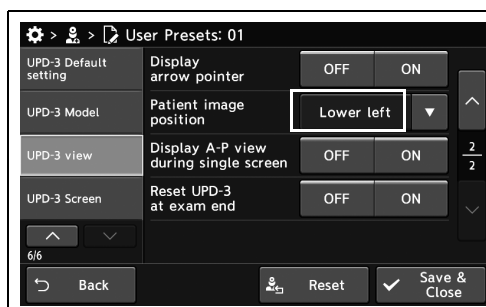 > > User Presets: 01
UPD-3 Default
setting
UPD-3 Model
UPD-3 view
UPD-3 Screen
6/6
Display
arrow pointer
OFF
ON
Patient image
position
Lower left
Display A-P view
during single screen
OFF
ON
Reset UPD-3
at exam end
OFF
ON
2
2
Back
Reset
Save &
Close